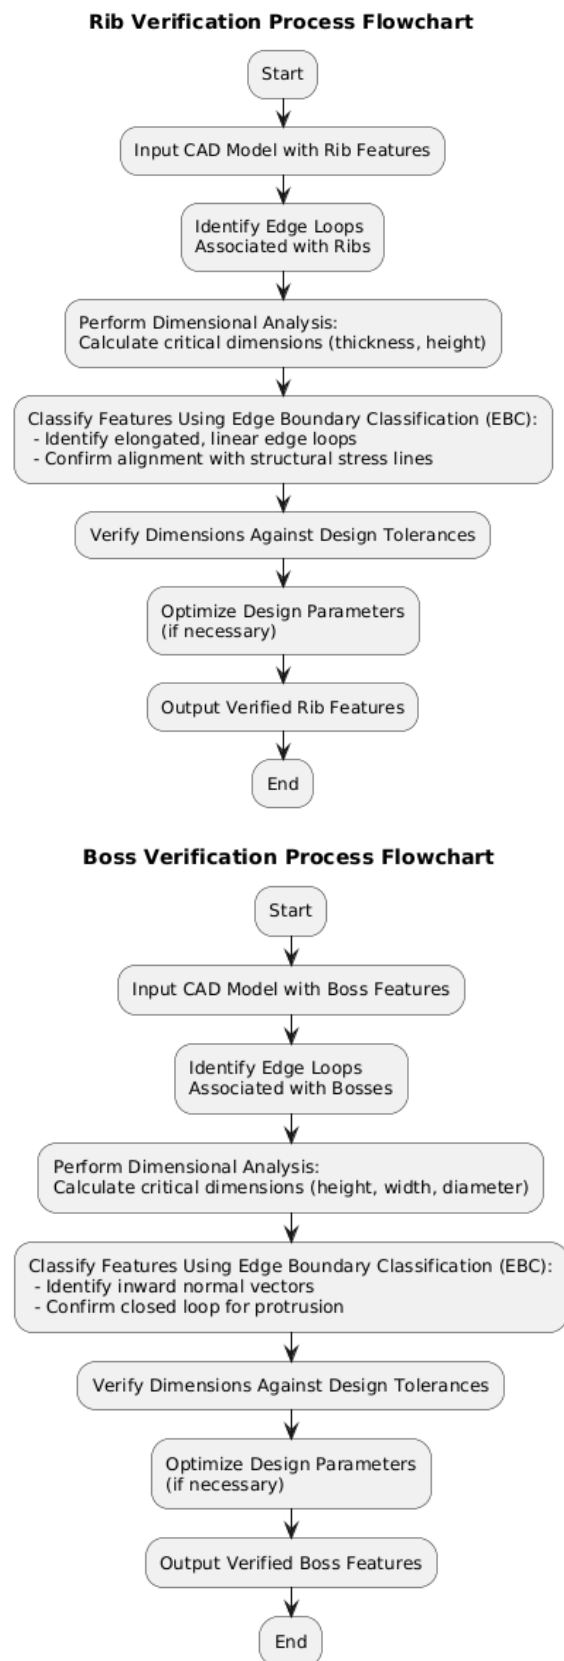 Rib Verification Process Flowchart
Start
Input CAD Model with Rib Features
Identify Edge Loops
Associated with Ribs
Perform Dimensional Analysis:
Calculate critical dimensions (thickness, height)
Classify Features Using Edge Boundary Classification (EBC):
- Identify elongated, linear edge loops
- Confirm alignment with structural stress lines
Verify Dimensions Against Design Tolerances
Optimize Design Parameters
(if necessary)
Output Verified Rib Features
End
Boss Verification Process Flowchart
Start
Input CAD Model with Boss Features
Identify Edge Loops
Associated with Bosses
Perform Dimensional Analysis:
Calculate critical dimensions (height, width, diameter)
Classify Features Using Edge Boundary Classification (EBC):
- Identify inward normal vectors
- Confirm closed loop for protrusion
Verify Dimensions Against Design Tolerances
Optimize Design Parameters
(if necessary)
Output Verified Boss Features
End